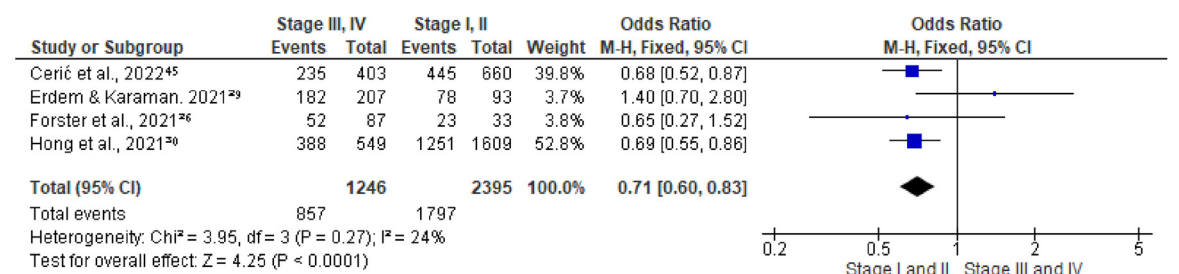 Stage III, IV Stage I, II Odds Ratio Odds Ratio
Study or Subgroup Events Total Events Total Weight M-H, Fixed, 95% CI M-H, Fixed, 95% CI
Cerić et al., 2022⁴⁵ 235 403 445 660 39.8% 0.68 [0.52, 0.87]
Erdem & Karaman. 2021²⁹ 182 207 78 93 3.7% 1.40 [0.70, 2.80]
Forster et al., 2021²⁶ 52 87 23 33 3.8% 0.65 [0.27, 1.52]
Hong et al., 2021³⁰ 388 549 1251 1609 52.8% 0.69 [0.55, 0.86]
Total (95% CI) 1246 2395 100.0% 0.71 [0.60, 0.83]
Total events 857 1797
Heterogeneity: Chi² = 3.95, df = 3 (P = 0.27); I² = 24%
Test for overall effect: Z = 4.25 (P < 0.0001)
0.2 0.5 1 2 5
Stage I and II Stage III and IV